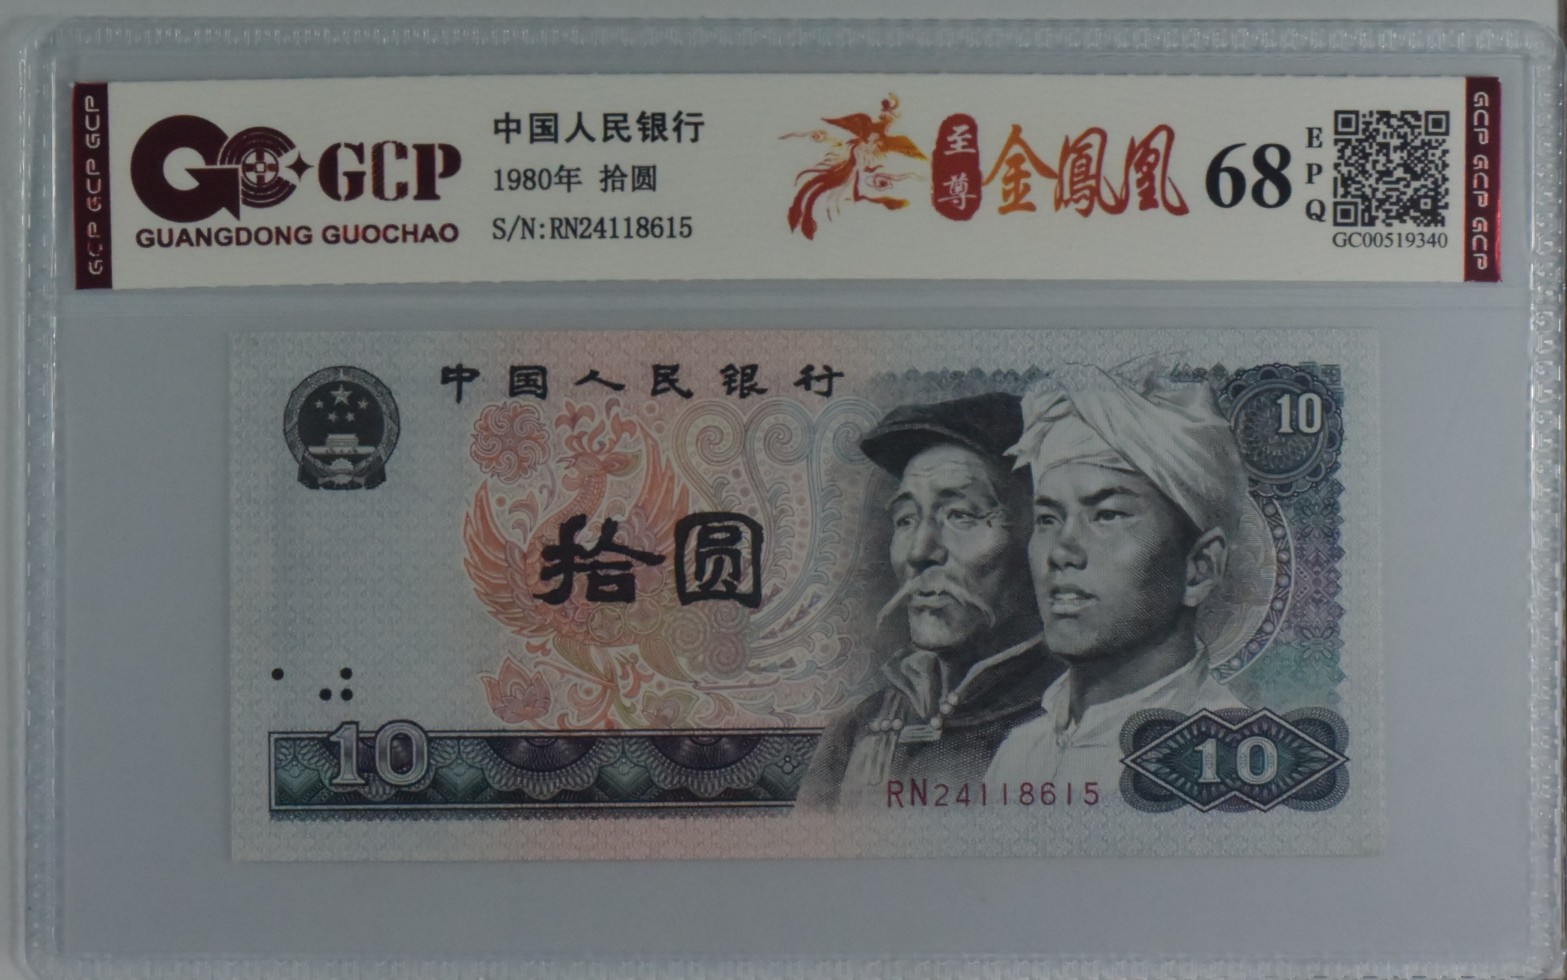 GCP GCP GCP
GCP
GUANGDONG GUOCHAO
中国人民银行
1980年 拾圆
S/N:RN24118615
至尊
金鳳凰
68
EPQ
GC00519340
GCP GCP GCP
中国人民银行
10
拾圆
10
RN24118615
10